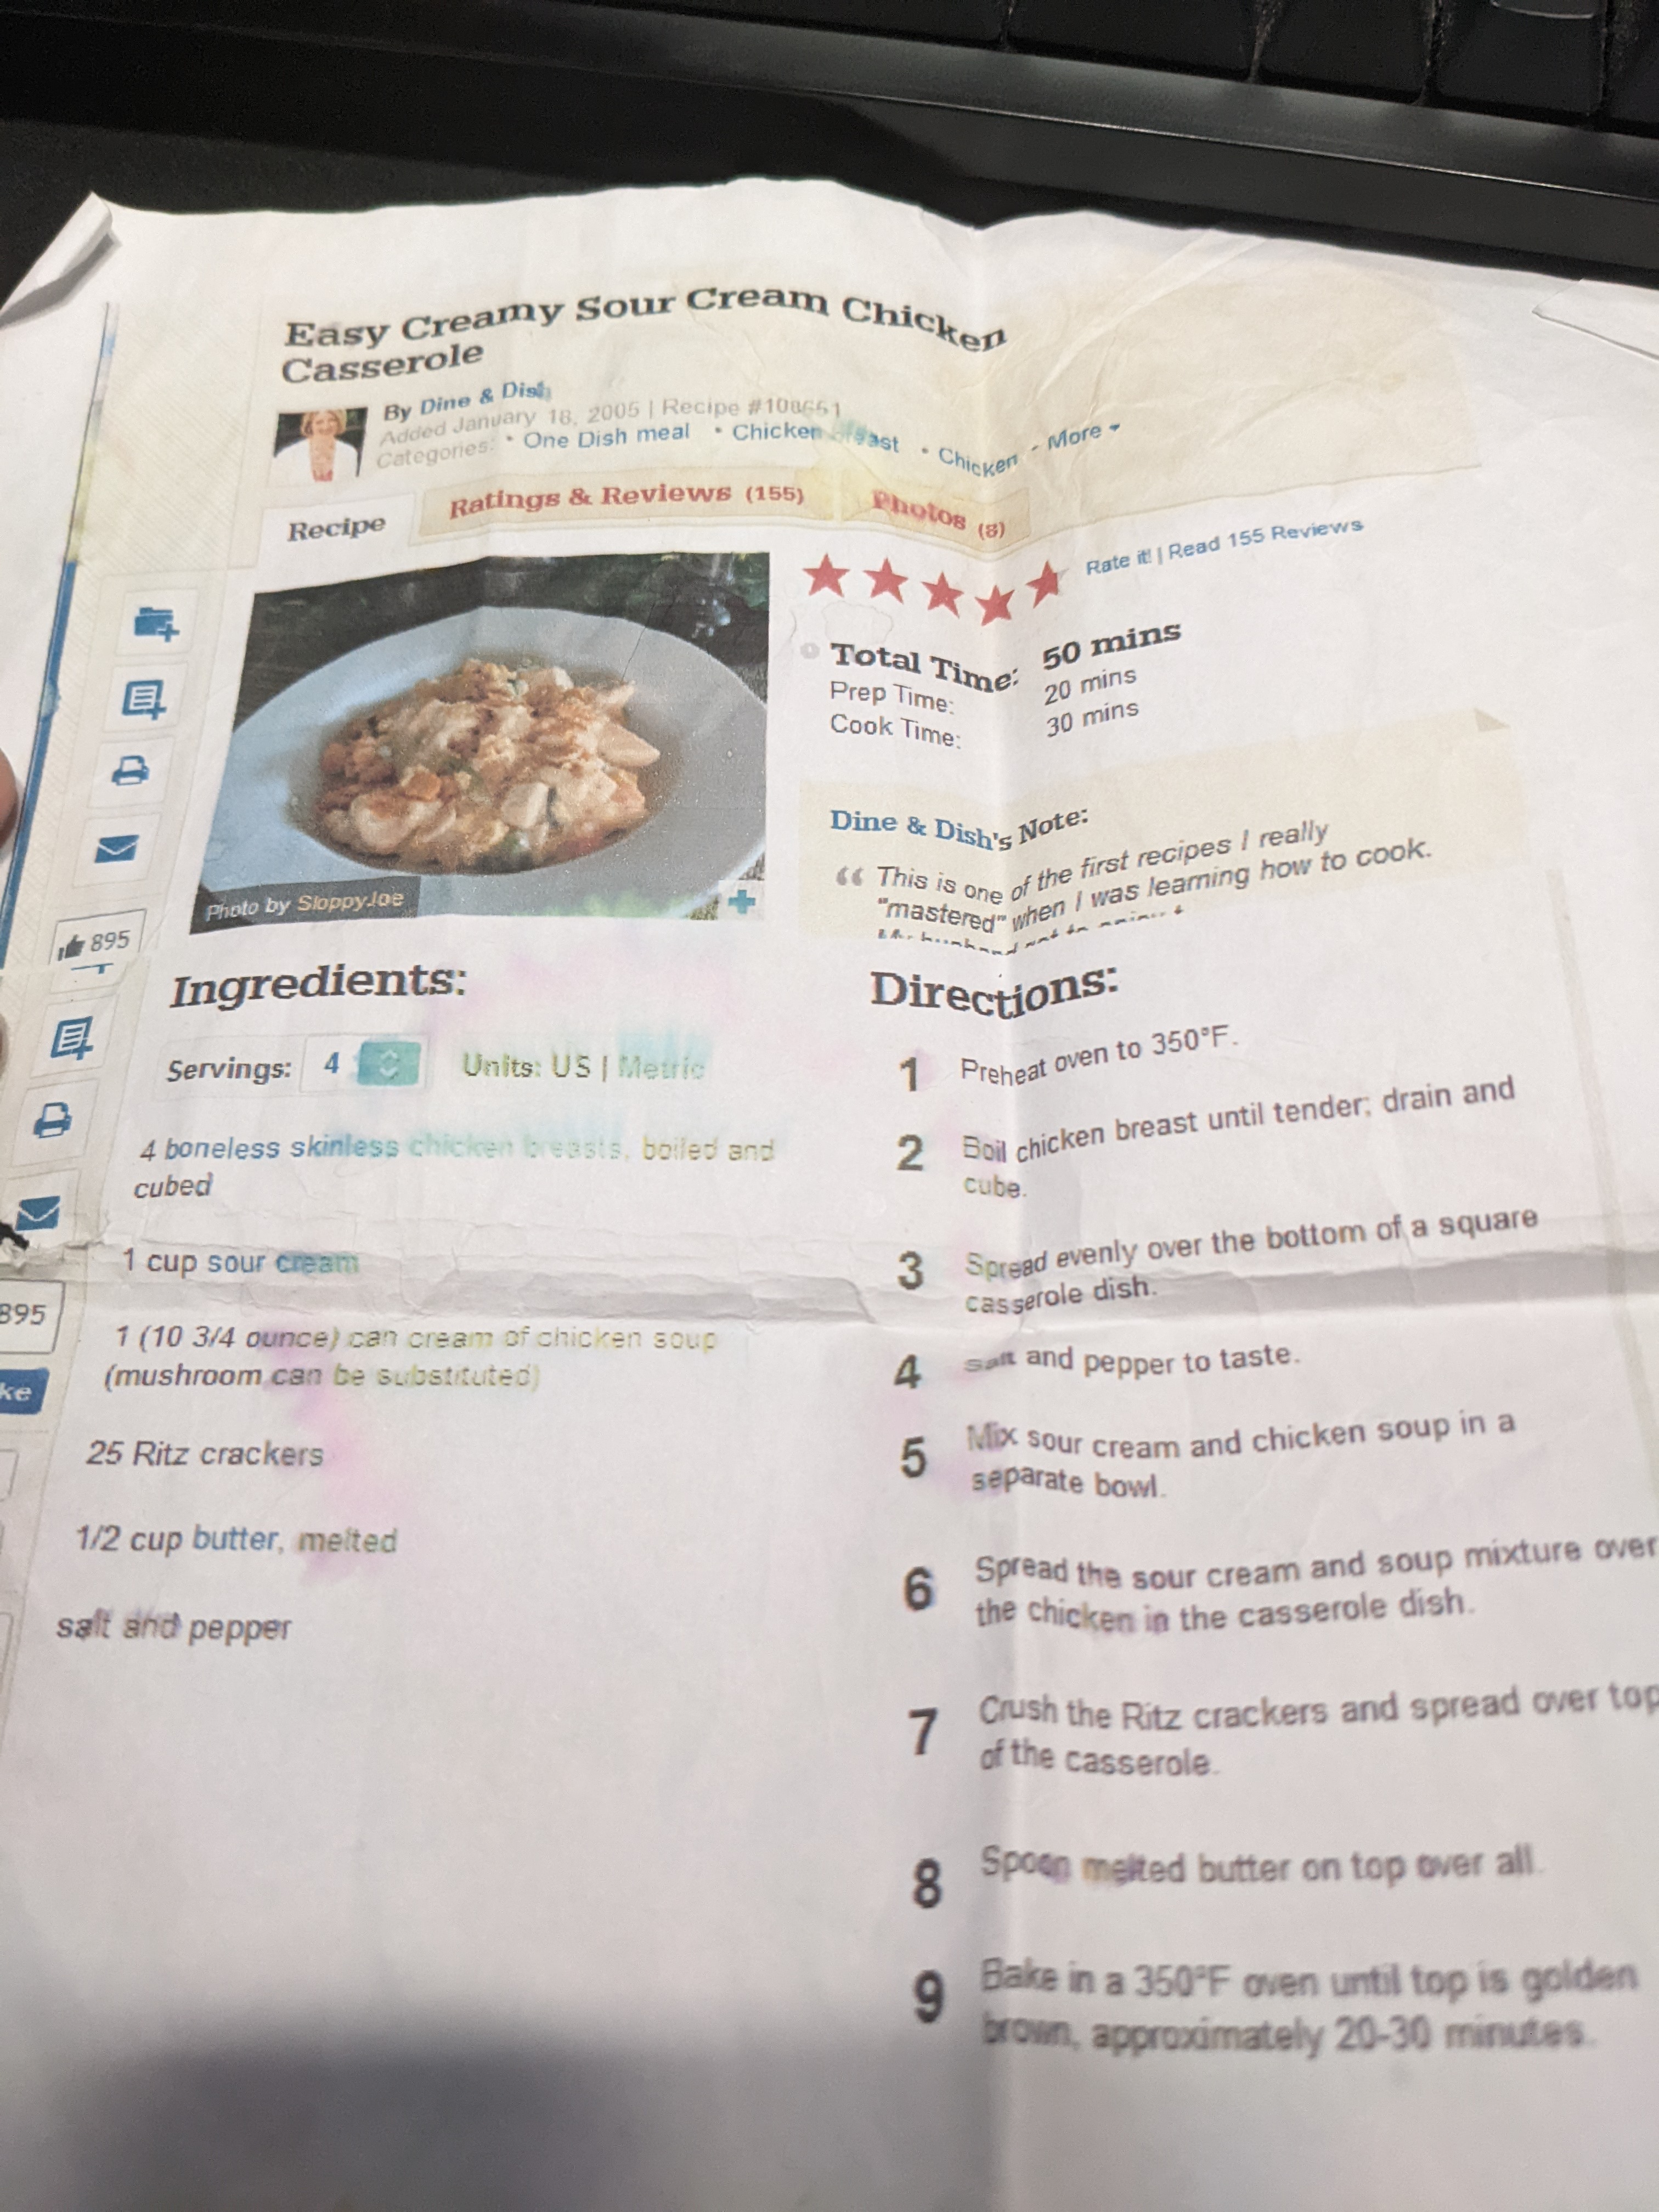 Easy Creamy Sour Cream Chicken
Casserole
By Dine & Dish
Added January 18, 2005 | Recipe #108661
Categories: • One Dish meal • Chicken breast • Chicken - More
Recipe
Ratings & Reviews (155)
Photos (8)
Rate it! | Read 155 Reviews
Total Time: 50 mins
Prep Time: 20 mins
Cook Time: 30 mins
Dine & Dish's Note:
“ This is one of the first recipes I really
"mastered" when I was learning how to cook.
Photo by SloppyJoe
895
Ingredients:
Servings: 4
Units: US | Metric
4 boneless skinless chicken breasts, boiled and
cubed
1 cup sour cream
1 (10 3/4 ounce) can cream of chicken soup
(mushroom can be substituted)
25 Ritz crackers
1/2 cup butter, melted
salt and pepper
895
ke
Directions:
1 Preheat oven to 350°F.
2 Boil chicken breast until tender; drain and
cube.
3 Spread evenly over the bottom of a square
casserole dish.
4 salt and pepper to taste.
5 Mix sour cream and chicken soup in a
separate bowl.
6 Spread the sour cream and soup mixture over
the chicken in the casserole dish.
7 Crush the Ritz crackers and spread over top
of the casserole.
8 Spoon melted butter on top over all.
9 Bake in a 350°F oven until top is golden
brown, approximately 20-30 minutes.